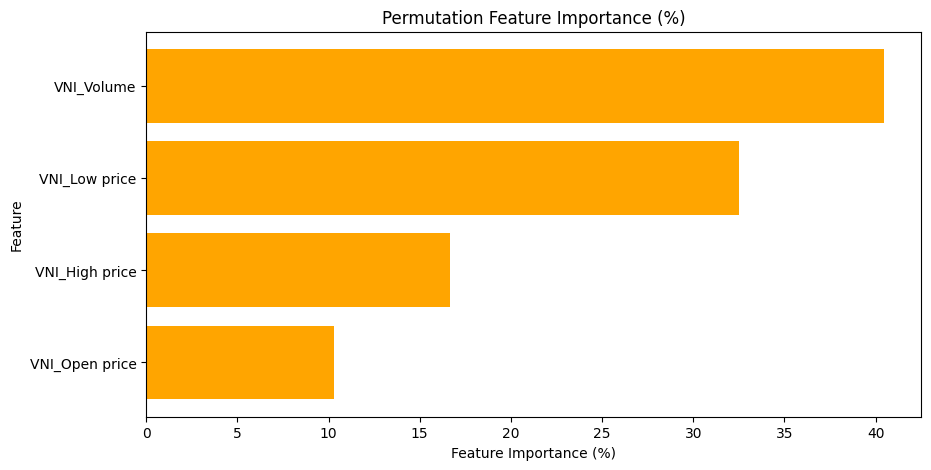 Permutation Feature Importance (%)
Feature
VNI_Volume
VNI_Low price
VNI_High price
VNI_Open price
0 5 10 15 20 25 30 35 40
Feature Importance (%)